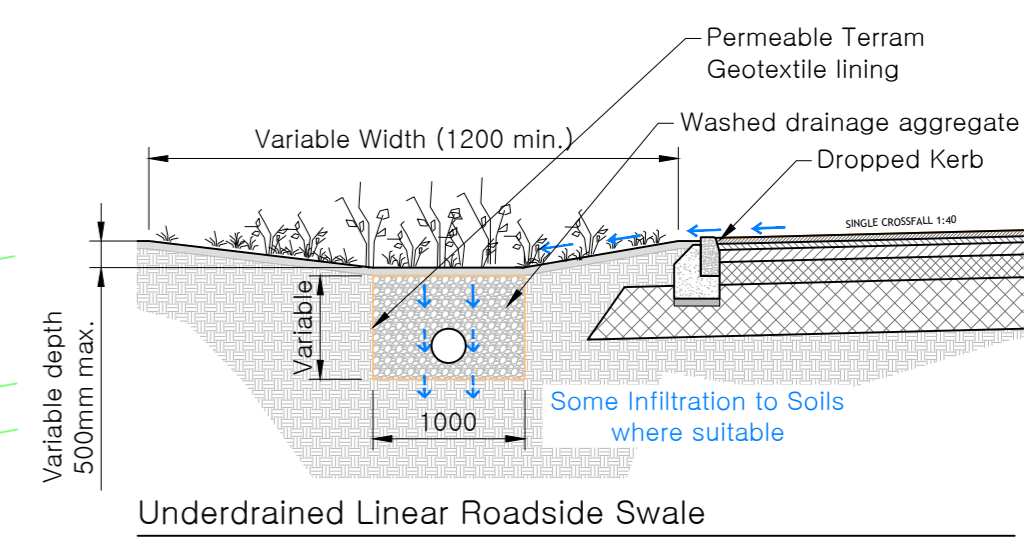 Permeable Terram
Geotextile lining
Washed drainage aggregate
Variable Width (1200 min.)
Dropped Kerb
SINGLE CROSSFALL 1:40
Variable depth
500mm max.
Variable
1000
Some Infiltration to Soils
where suitable
Underdrained Linear Roadside Swale